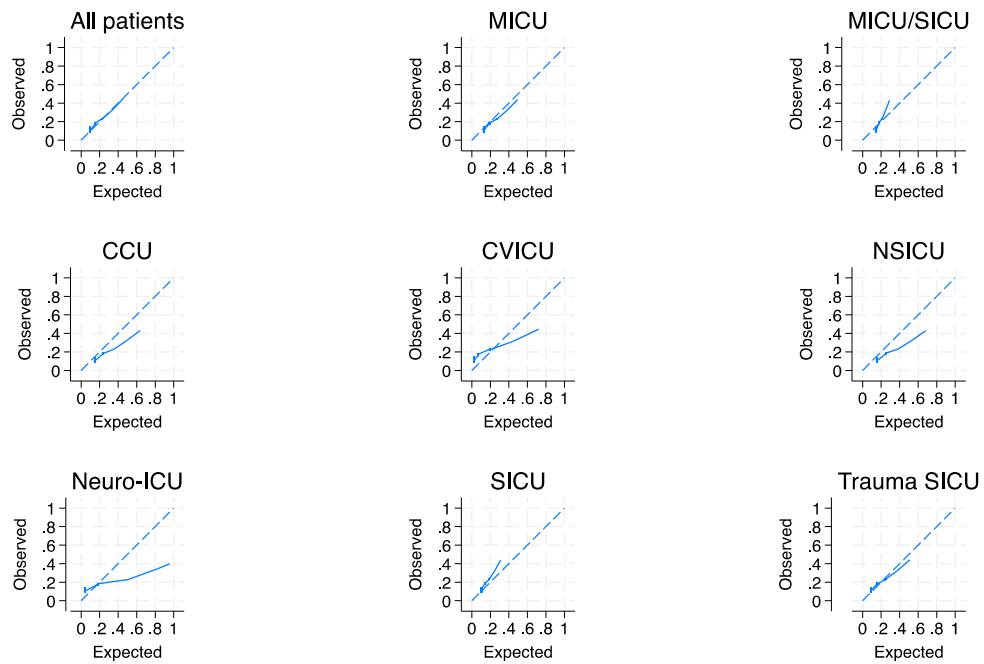 All patients
Observed
1
.8
.6
.4
.2
0
0 .2 .4 .6 .8 1
Expected
MICU
Observed
1
.8
.6
.4
.2
0
0 .2 .4 .6 .8 1
Expected
MICU/SICU
Observed
1
.8
.6
.4
.2
0
0 .2 .4 .6 .8 1
Expected
CCU
Observed
1
.8
.6
.4
.2
0
0 .2 .4 .6 .8 1
Expected
CVICU
Observed
1
.8
.6
.4
.2
0
0 .2 .4 .6 .8 1
Expected
NSICU
Observed
1
.8
.6
.4
.2
0
0 .2 .4 .6 .8 1
Expected
Neuro-ICU
Observed
1
.8
.6
.4
.2
0
0 .2 .4 .6 .8 1
Expected
SICU
Observed
1
.8
.6
.4
.2
0
0 .2 .4 .6 .8 1
Expected
Trauma SICU
Observed
1
.8
.6
.4
.2
0
0 .2 .4 .6 .8 1
Expected